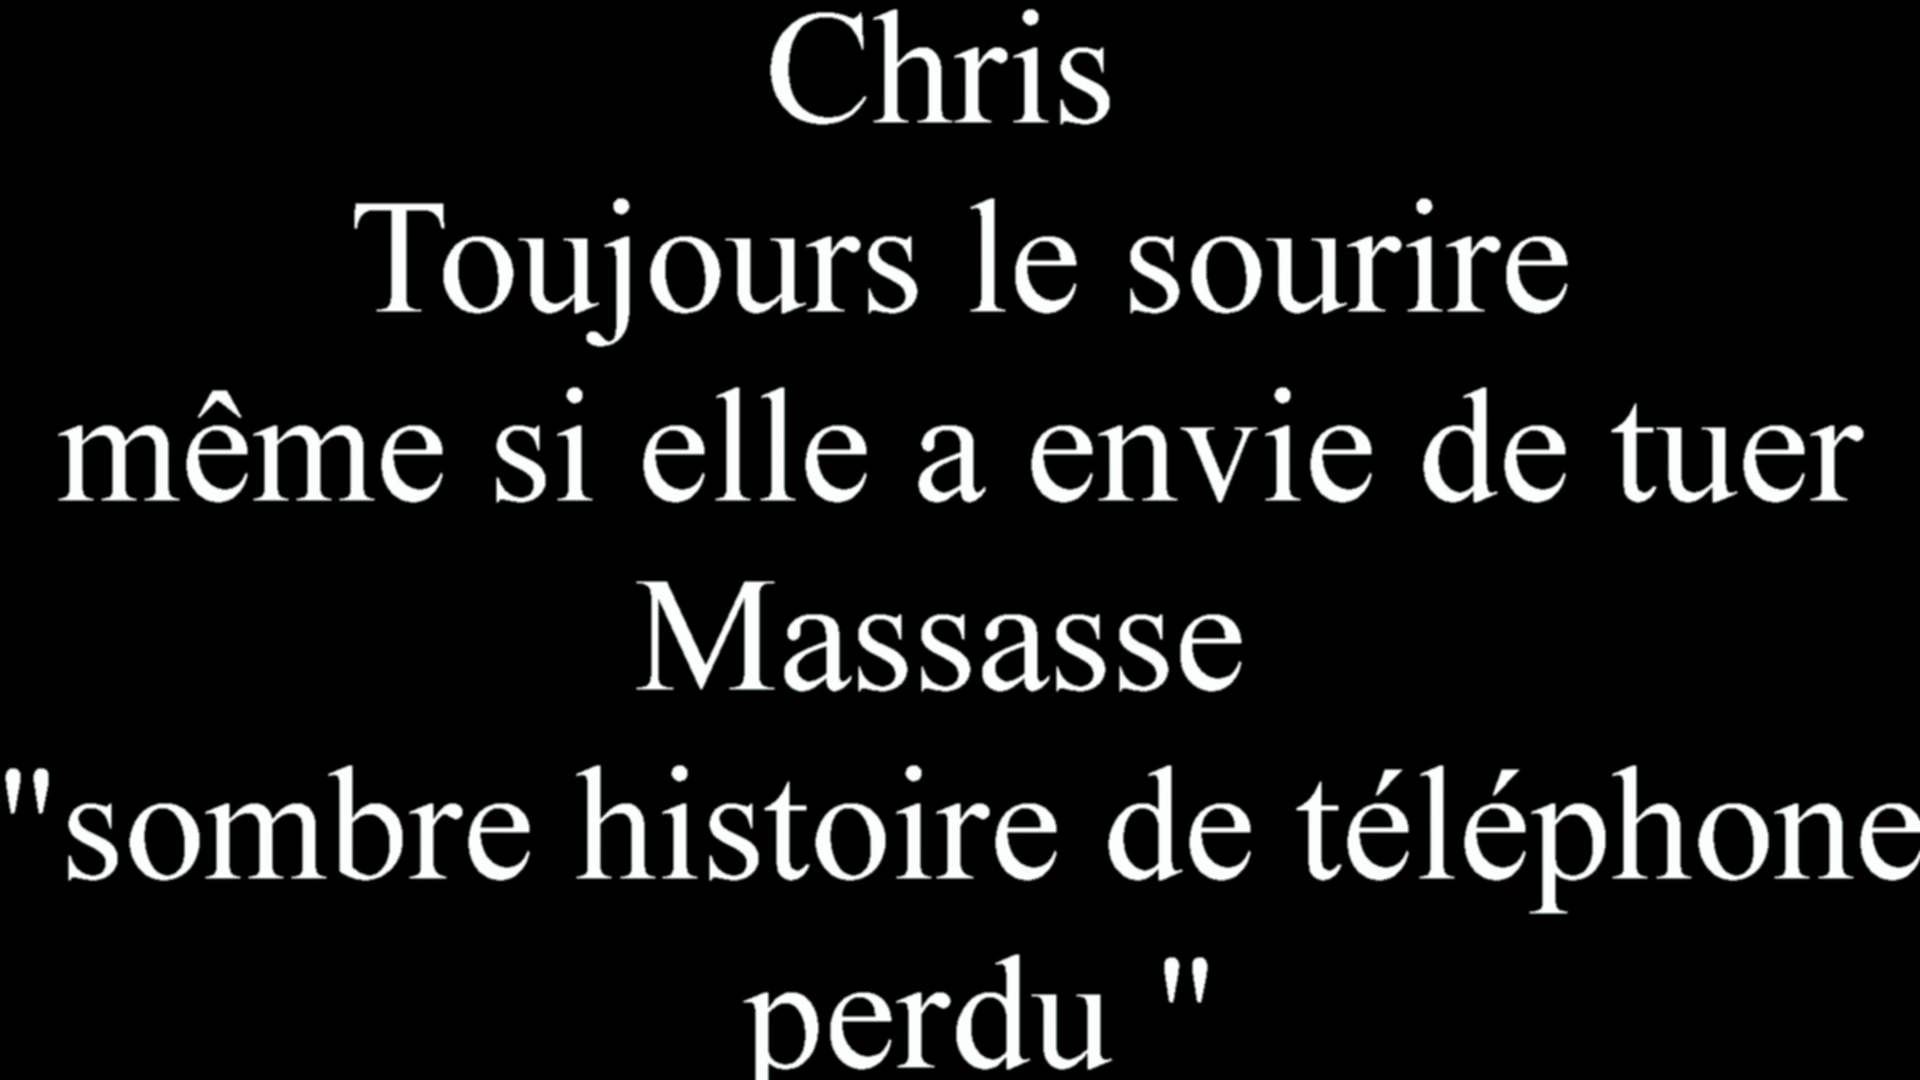 Chris
Toujours le sourire
même si elle a envie de tuer
Massasse
"sombre histoire de téléphone
perdu "